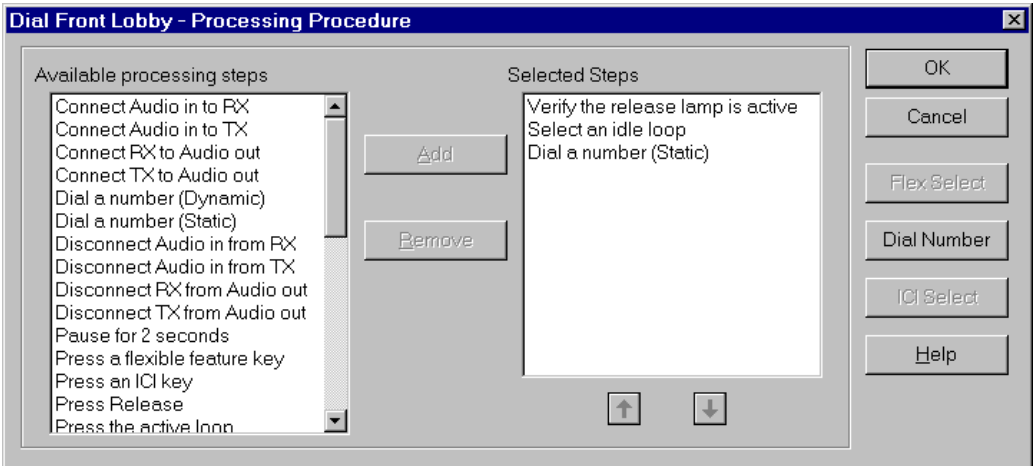 Dial Front Lobby - Processing Procedure
Available processing steps
Connect Audio in to RX
Connect Audio in to TX
Connect RX to Audio out
Connect TX to Audio out
Dial a number (Dynamic)
Dial a number (Static)
Disconnect Audio in from RX
Disconnect Audio in from TX
Disconnect RX from Audio out
Disconnect TX from Audio out
Pause for 2 seconds
Press a flexible feature key
Press an ICI key
Press Release
Press the active loop
Add
Remove
Selected Steps
Verify the release lamp is active
Select an idle loop
Dial a number (Static)
OK
Cancel
Flex Select
Dial Number
ICI Select
Help